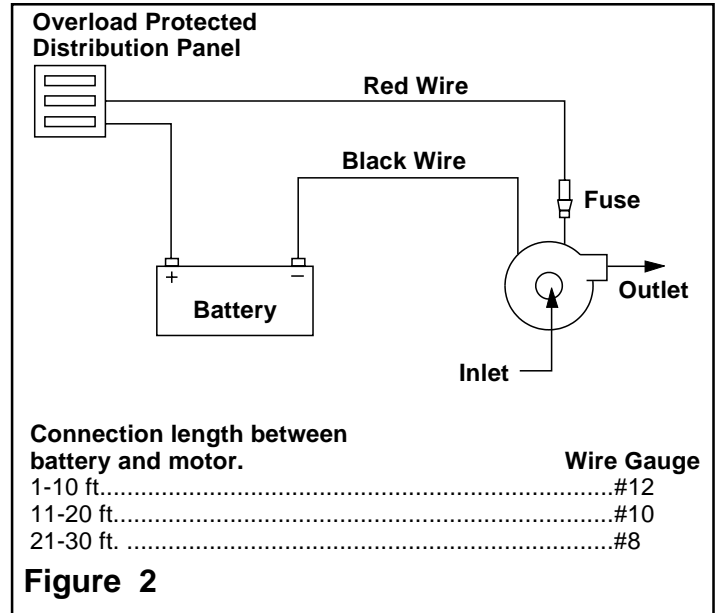 Overload Protected
Distribution Panel
Red Wire
Black Wire
Fuse
+
–
Battery
Outlet
Inlet
Connection length between
battery and motor. Wire Gauge
1-10 ft..........................................................................#12
11-20 ft........................................................................#10
21-30 ft. ......................................................................#8
Figure 2